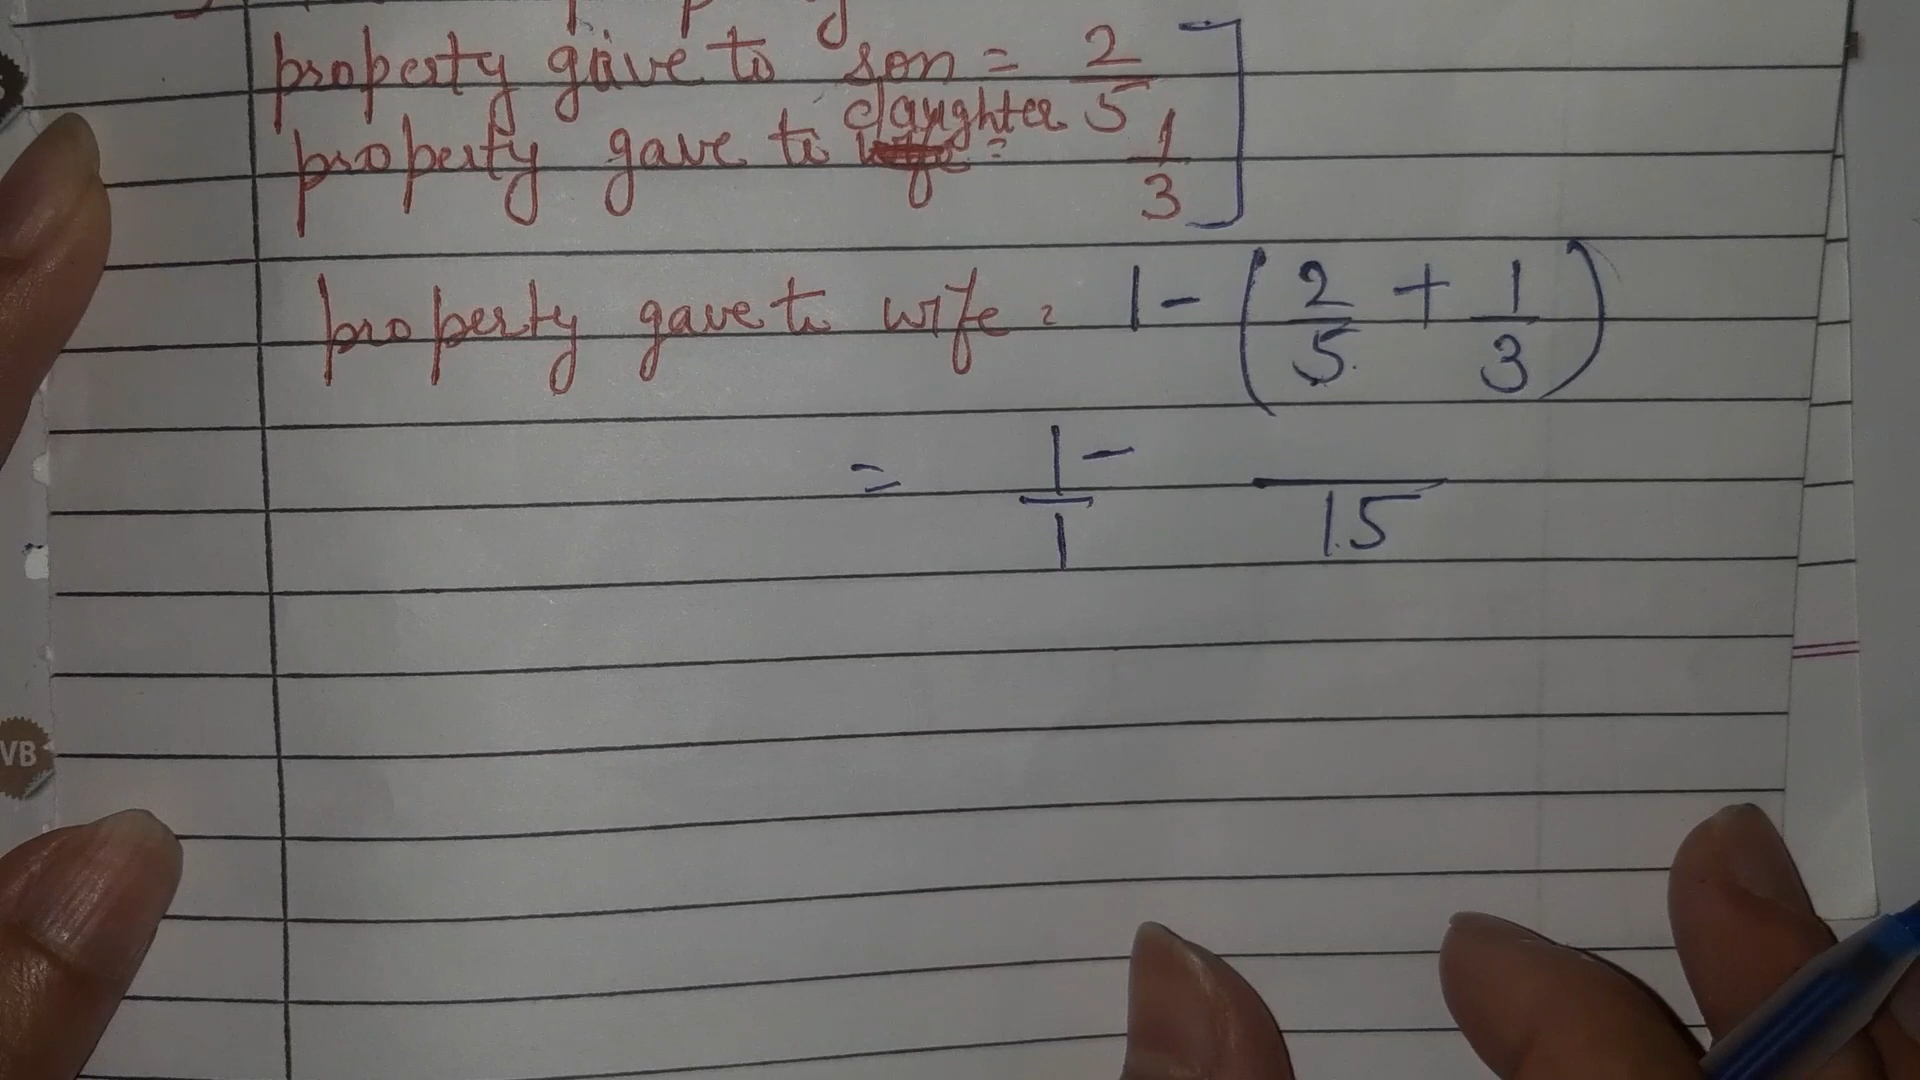 property gave to son = 2/5
property gave to daughter = 1/3
property gave to wife = 1 - (2/5 + 1/3)
= 1/1 - /15
VB